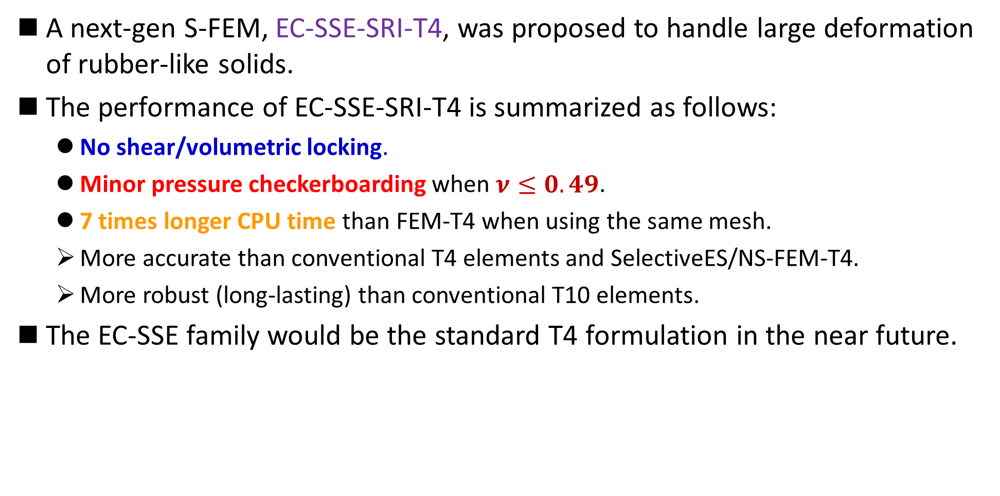 ■ A next-gen S-FEM, EC-SSE-SRI-T4, was proposed to handle large deformation
of rubber-like solids.
■ The performance of EC-SSE-SRI-T4 is summarized as follows:
● No shear/volumetric locking.
● Minor pressure checkerboarding when ν ≤ 0.49.
● 7 times longer CPU time than FEM-T4 when using the same mesh.
➢ More accurate than conventional T4 elements and SelectiveES/NS-FEM-T4.
➢ More robust (long-lasting) than conventional T10 elements.
■ The EC-SSE family would be the standard T4 formulation in the near future.